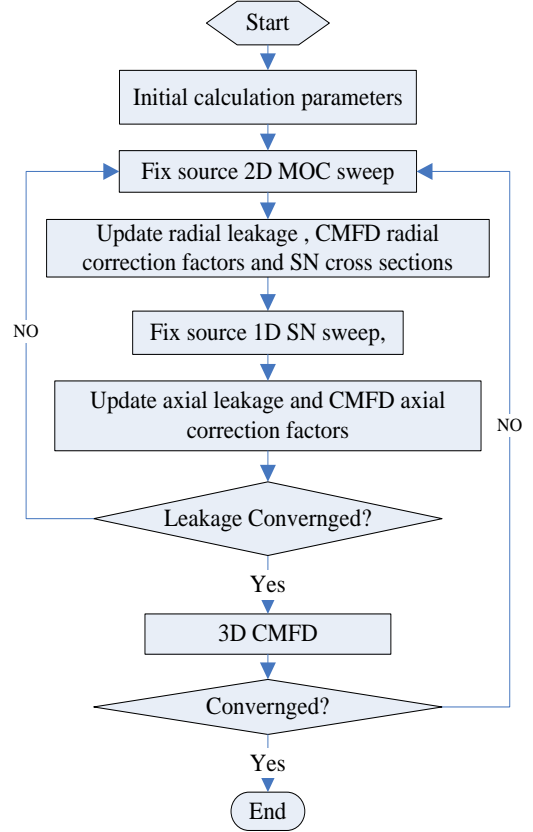 Start
Initial calculation parameters
Fix source 2D MOC sweep
Update radial leakage , CMFD radial
correction factors and SN cross sections
NO
Fix source 1D SN sweep,
Update axial leakage and CMFD axial
correction factors
NO
Leakage Convernged?
Yes
3D CMFD
Convernged?
Yes
End